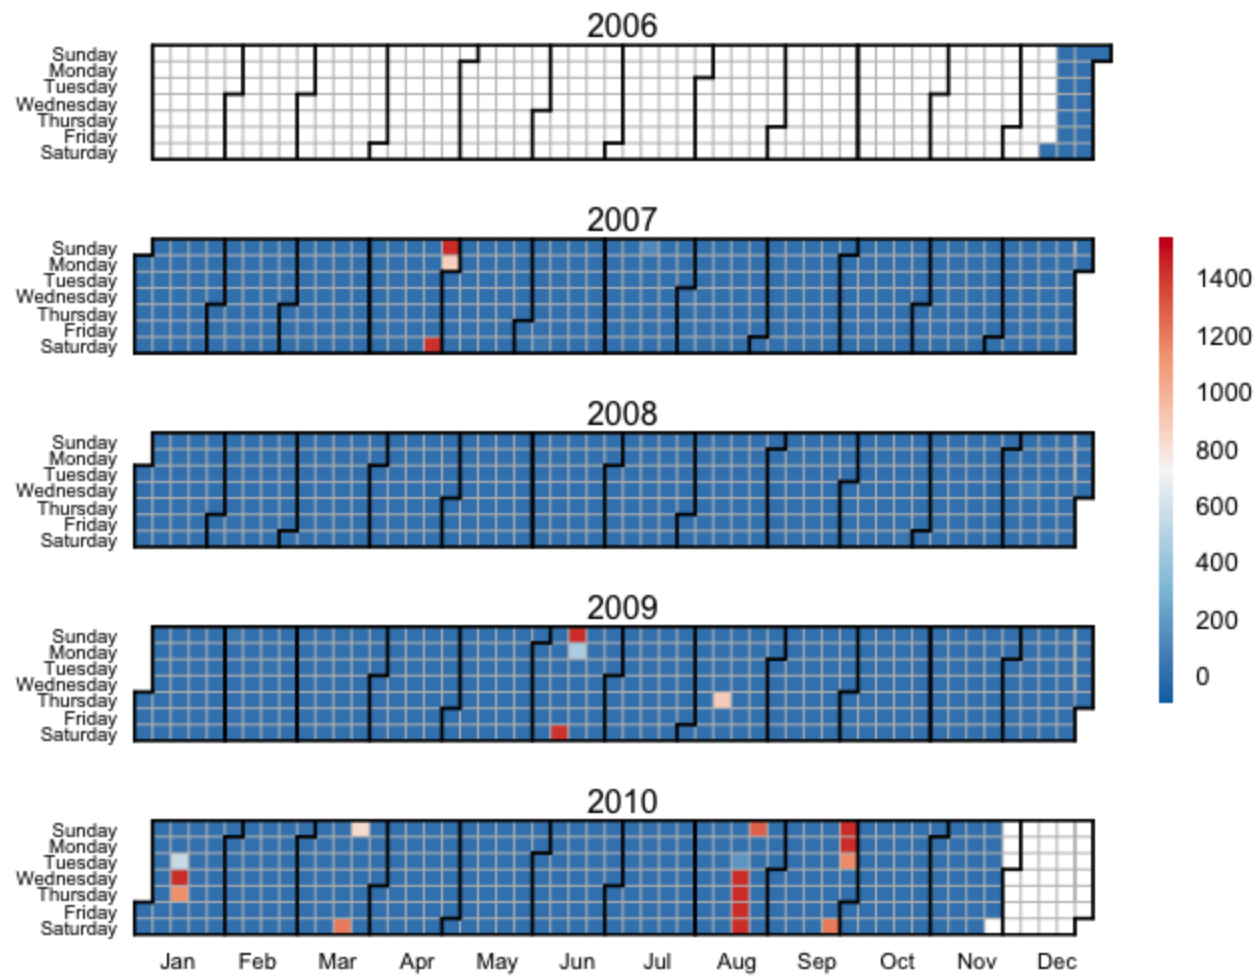 2006
Sunday
Monday
Tuesday
Wednesday
Thursday
Friday
Saturday
2007
Sunday
Monday
Tuesday
Wednesday
Thursday
Friday
Saturday
2008
Sunday
Monday
Tuesday
Wednesday
Thursday
Friday
Saturday
2009
Sunday
Monday
Tuesday
Wednesday
Thursday
Friday
Saturday
2010
Sunday
Monday
Tuesday
Wednesday
Thursday
Friday
Saturday
Jan Feb Mar Apr May Jun Jul Aug Sep Oct Nov Dec
1400
1200
1000
800
600
400
200
0